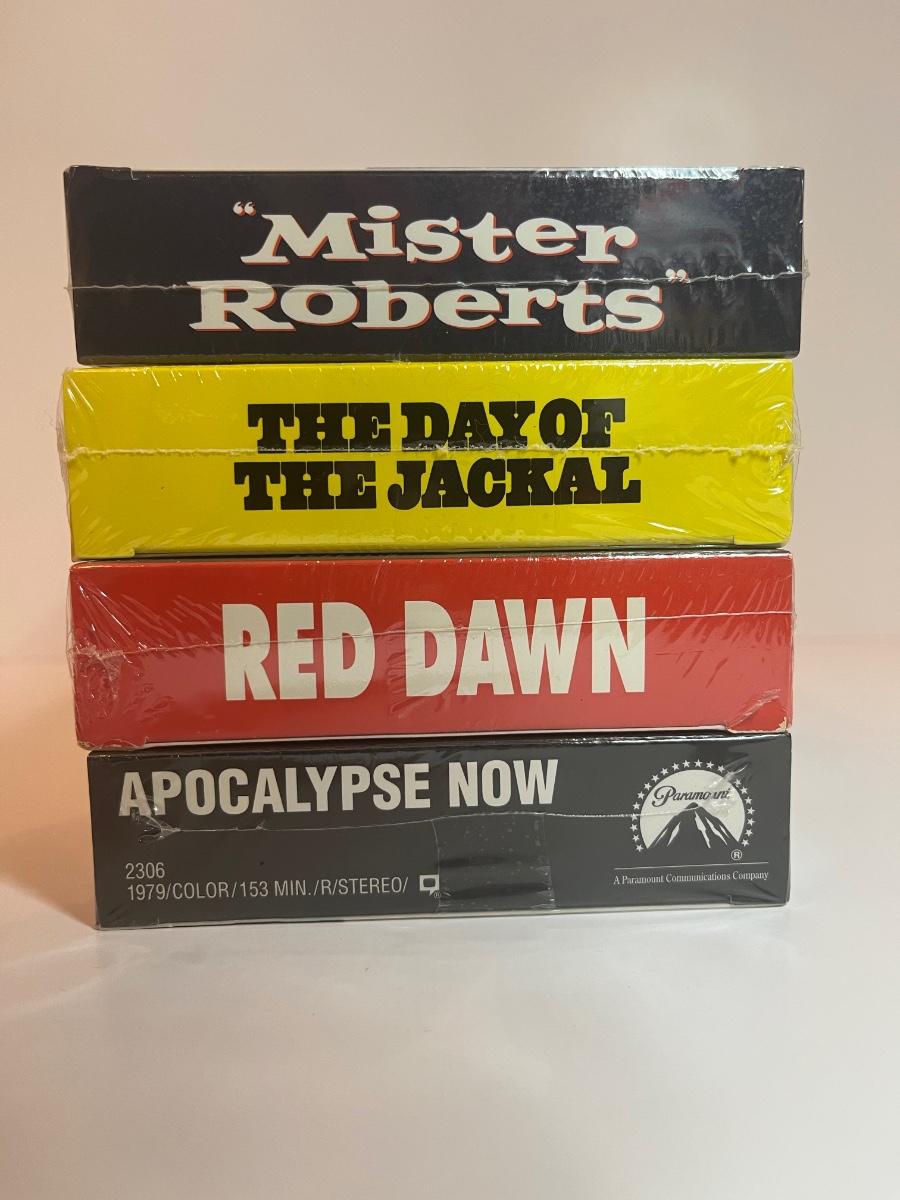 “Mister
Roberts”
THE DAY OF
THE JACKAL
RED DAWN
APOCALYPSE NOW
Paramount
®
2306
1979/COLOR/153 MIN./R/STEREO/
®
A Paramount Communications Company